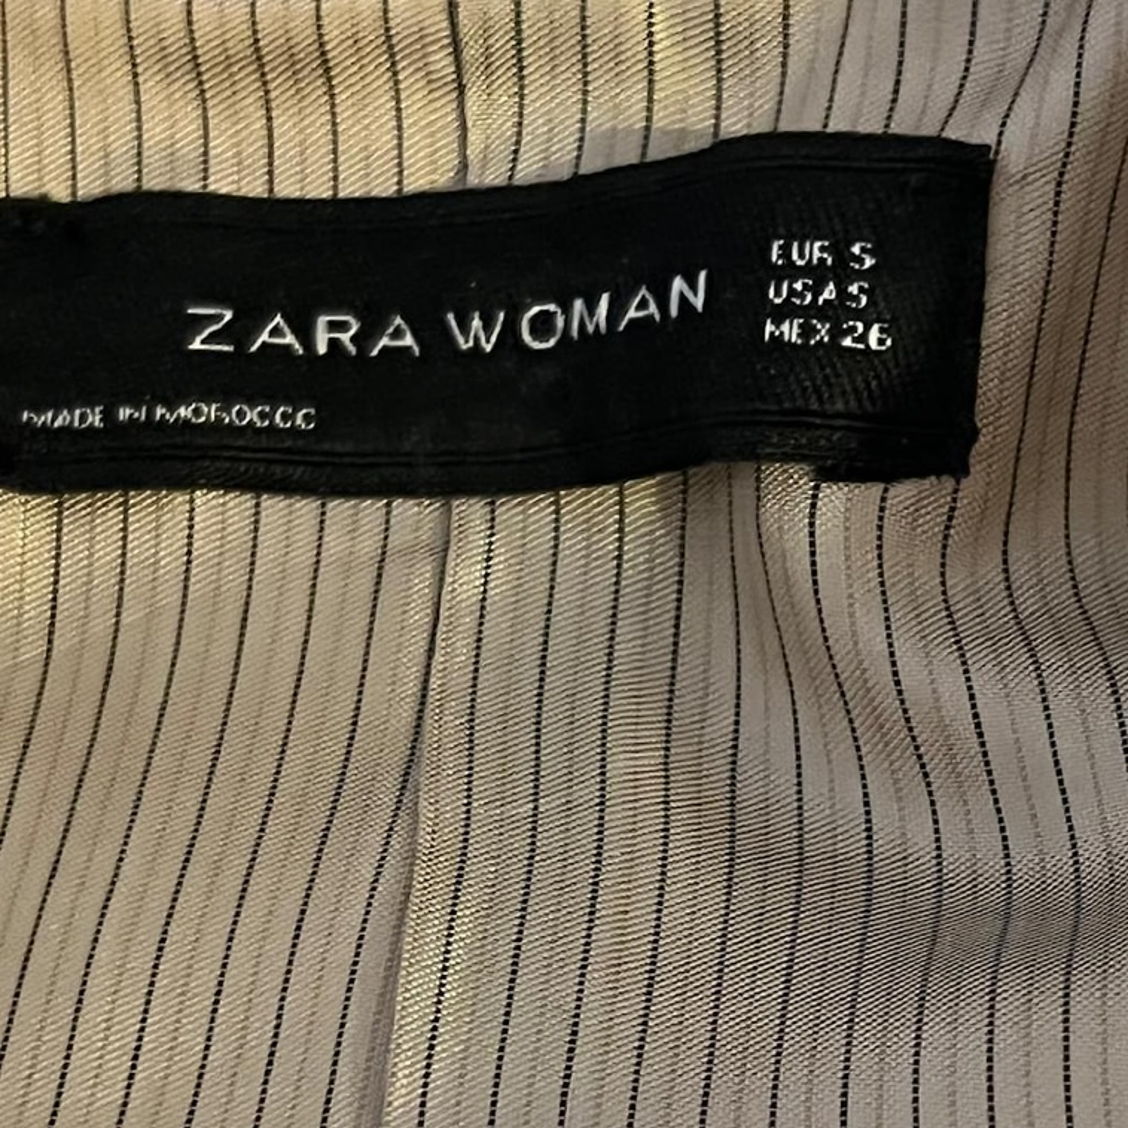 ZARA WOMAN
EUR S
USA S
MEX 26
MADE IN MOROCCO